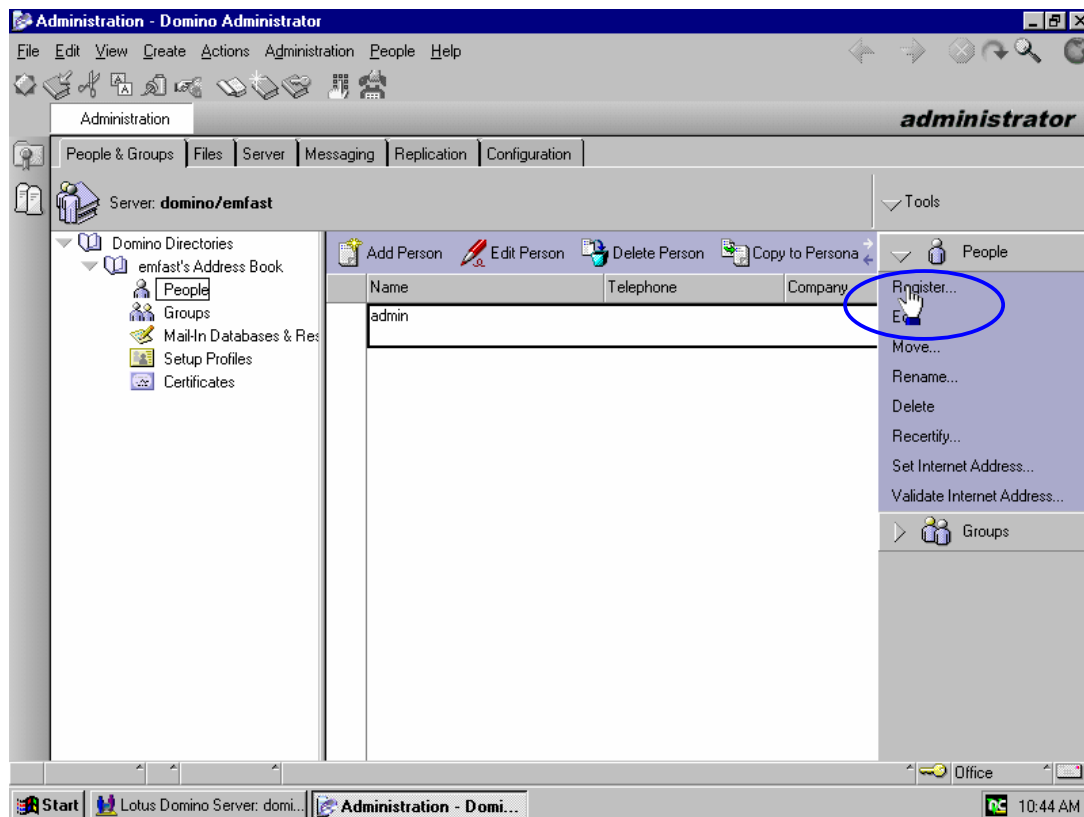 Administration - Domino Administrator
File Edit View Create Actions Administration People Help
Administration
administrator
People & Groups Files Server Messaging Replication Configuration
Server: domino/emfast
Tools
Domino Directories
emfast's Address Book
People
Groups
Mail-In Databases & Res
Setup Profiles
Certificates
Add Person Edit Person Delete Person Copy to Persona
Name Telephone Company
admin
People
Register...
Move...
Rename...
Delete
Recertify...
Set Internet Address...
Validate Internet Address...
Groups
Office
Start Lotus Domino Server: domi... Administration - Domi... 10:44 AM